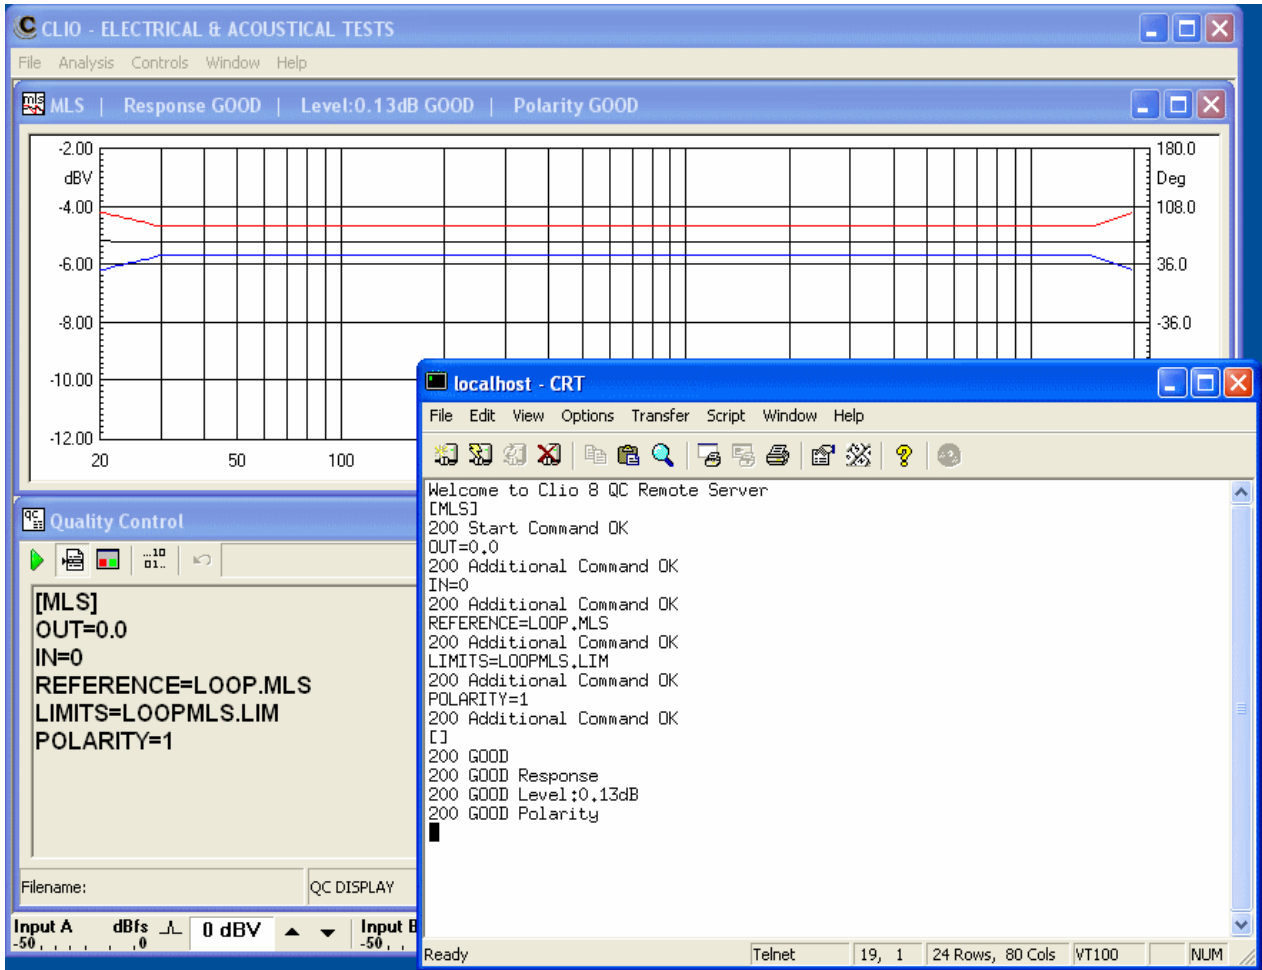 CLIO - ELECTRICAL & ACOUSTICAL TESTS
File Analysis Controls Window Help
mls MLS | Response GOOD | Level:0.13dB GOOD | Polarity GOOD
-2.00 180.0
dBV Deg
-4.00 108.0
-6.00 36.0
-8.00 -36.0
-10.00
-12.00
20 50 100
localhost - CRT
File Edit View Options Transfer Script Window Help
Welcome to Clio 8 QC Remote Server
[MLS]
200 Start Command OK
OUT=0.0
200 Additional Command OK
IN=0
200 Additional Command OK
REFERENCE=LOOP.MLS
200 Additional Command OK
LIMITS=LOOPMLS.LIM
200 Additional Command OK
POLARITY=1
200 Additional Command OK
[]
200 GOOD
200 GOOD Response
200 GOOD Level:0.13dB
200 GOOD Polarity
Ready Telnet 19, 1 24 Rows, 80 Cols VT100 NUM
QC Quality Control
...10
01..
[MLS]
OUT=0.0
IN=0
REFERENCE=LOOP.MLS
LIMITS=LOOPMLS.LIM
POLARITY=1
Filename: QC DISPLAY
Input A dBfs 0 dBV Input B
-50 0 -50